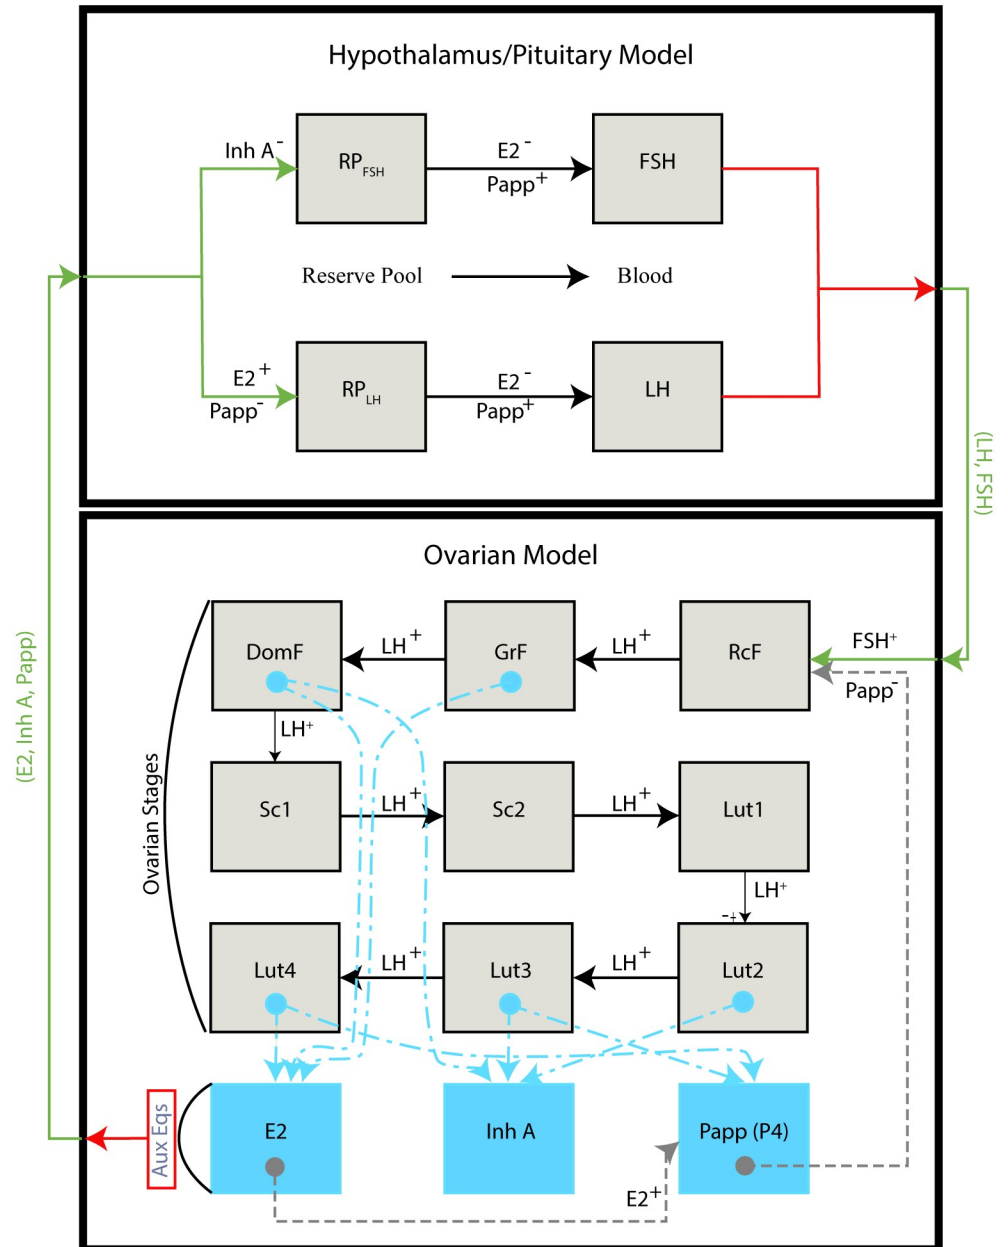 Hypothalamus/Pituitary Model
Inh A⁻
RP_FSH
E2⁻
Papp⁺
FSH
Reserve Pool
Blood
E2⁺
Papp⁻
RP_LH
E2⁻
Papp⁺
LH
(LH, FSH)
(E2, Inh A, Papp)
Ovarian Model
Ovarian Stages
DomF
LH⁺
GrF
LH⁺
RcF
FSH⁺
Papp⁻
LH⁺
Sc1
LH⁺
Sc2
LH⁺
Lut1
LH⁺
-+
Lut4
LH⁺
Lut3
LH⁺
Lut2
Aux Eqs
E2
Inh A
Papp (P4)
E2⁺